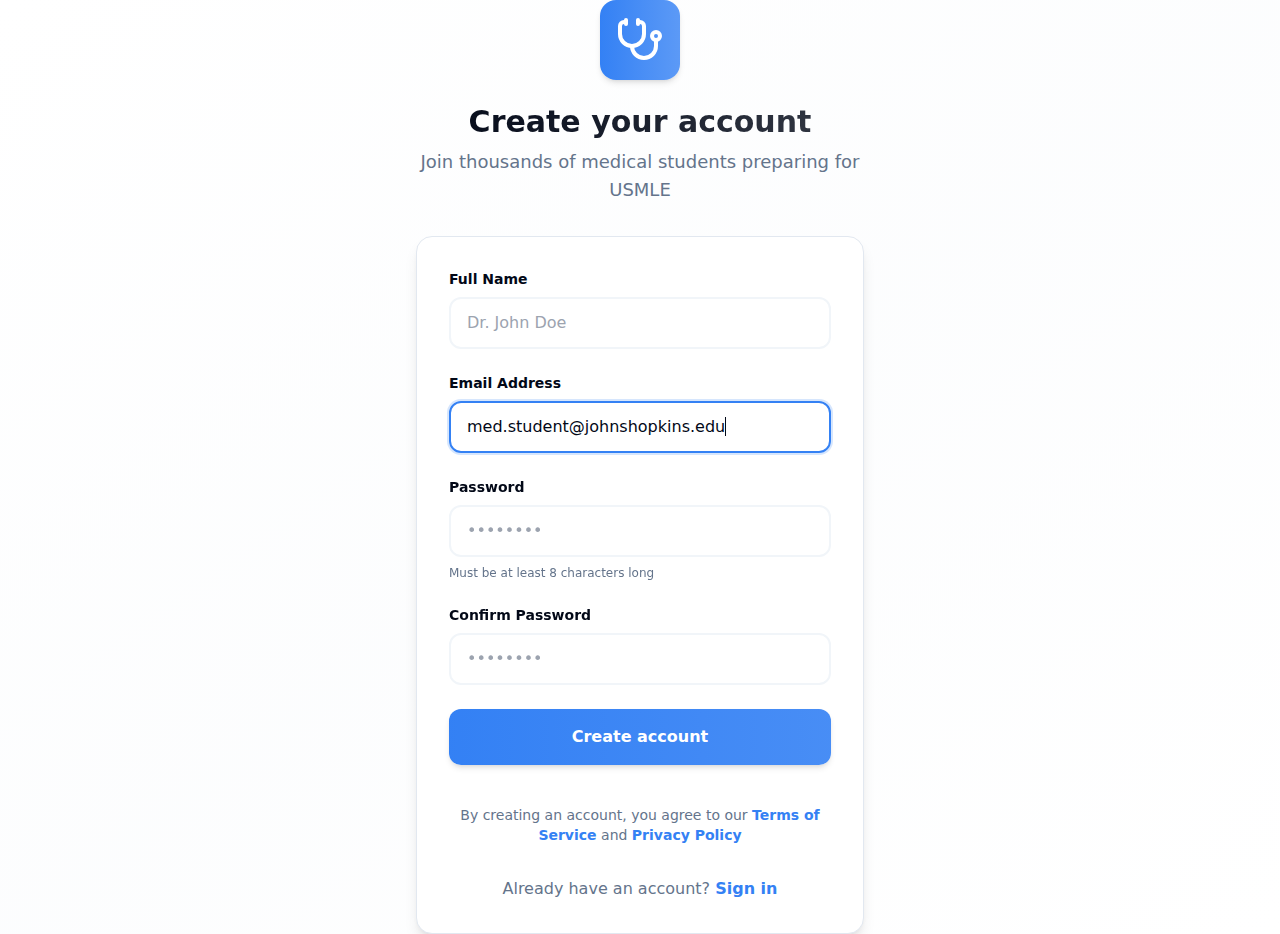 Create your account
Join thousands of medical students preparing for
USMLE
Full Name
Dr. John Doe
Email Address
med.student@johnshopkins.edu
Password
••••••••
Must be at least 8 characters long
Confirm Password
••••••••
Create account
By creating an account, you agree to our Terms of
Service and Privacy Policy
Already have an account? Sign in